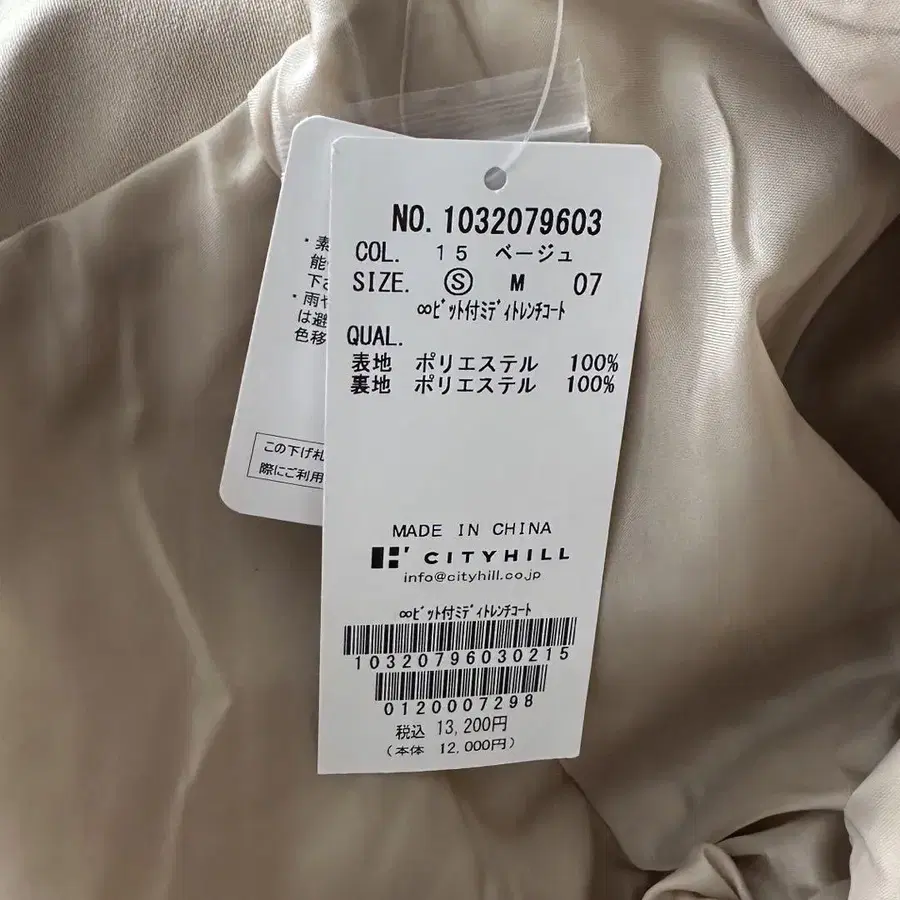 NO. 1032079603
COL. 15 ベージュ
SIZE. Ⓢ M 07
∞ﾋﾞｯﾄ付ﾐﾃﾞｨﾄﾚﾝﾁｺｰﾄ
QUAL.
表地 ポリエステル 100%
裏地 ポリエステル 100%
MADE IN CHINA
CITYHILL
info@cityhill.co.jp
∞ﾋﾞｯﾄ付ﾐﾃﾞｨﾄﾚﾝﾁｺｰﾄ
10320796030215
0120007298
税込 13,200円
(本体 12,000円)
・素
能
下さ
・雨や
は避
色移
この下げ札
際にご利用